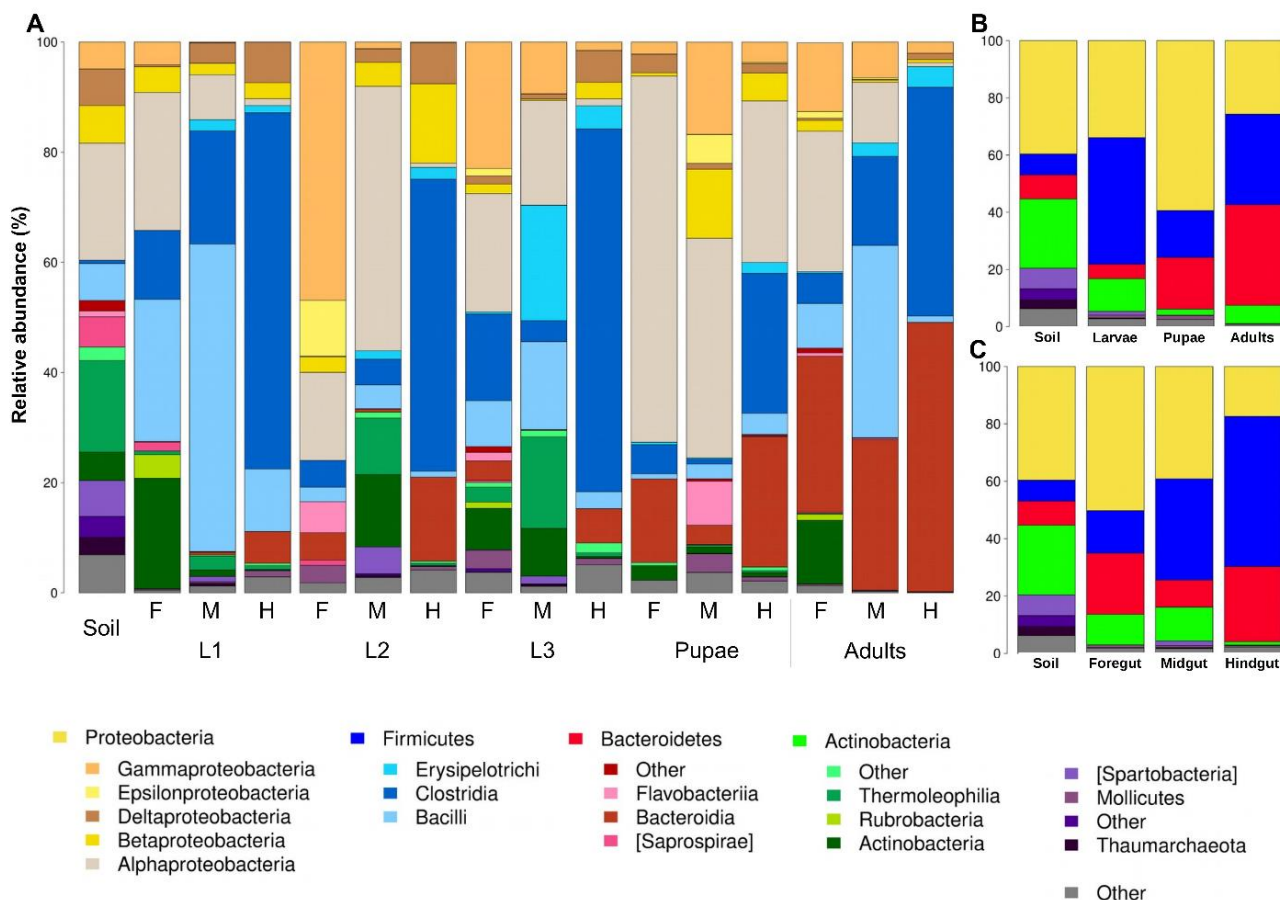 A
B
Relative abundance (%)
100
80
60
40
20
0
F M H F M H F M H F M H F M H
Soil
L1 L2 L3 Pupae Adults
100
80
60
40
20
0
Soil Larvae Pupae Adults
C
100
80
60
40
20
0
Soil Foregut Midgut Hindgut
Proteobacteria
Gammaproteobacteria
Epsilonproteobacteria
Deltaproteobacteria
Betaproteobacteria
Alphaproteobacteria
Firmicutes
Erysipelotrichi
Clostridia
Bacilli
Bacteroidetes
Other
Flavobacteriia
Bacteroidia
[Saprospirae]
Actinobacteria
Other
Thermoleophilia
Rubrobacteria
Actinobacteria
[Spartobacteria]
Mollicutes
Other
Thaumarchaeota
Other